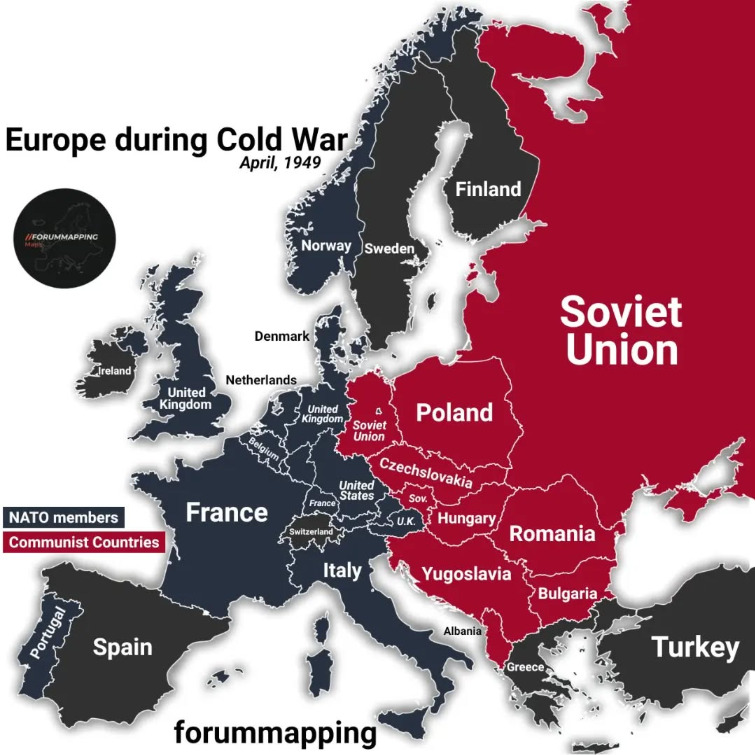 Europe during Cold War
April, 1949
//FORUMMAPPING
Maps
Finland
Norway
Sweden
Soviet
Union
Denmark
Ireland
Netherlands
United
Kingdom
United
Kingdom
Soviet
Union
Poland
Belgium
Czechslovakia
United
States
France
France
Sov.
U.K.
Hungary
Switzerland
Romania
NATO members
Communist Countries
Italy
Yugoslavia
Bulgaria
Portugal
Spain
Albania
Greece
Turkey
forummapping